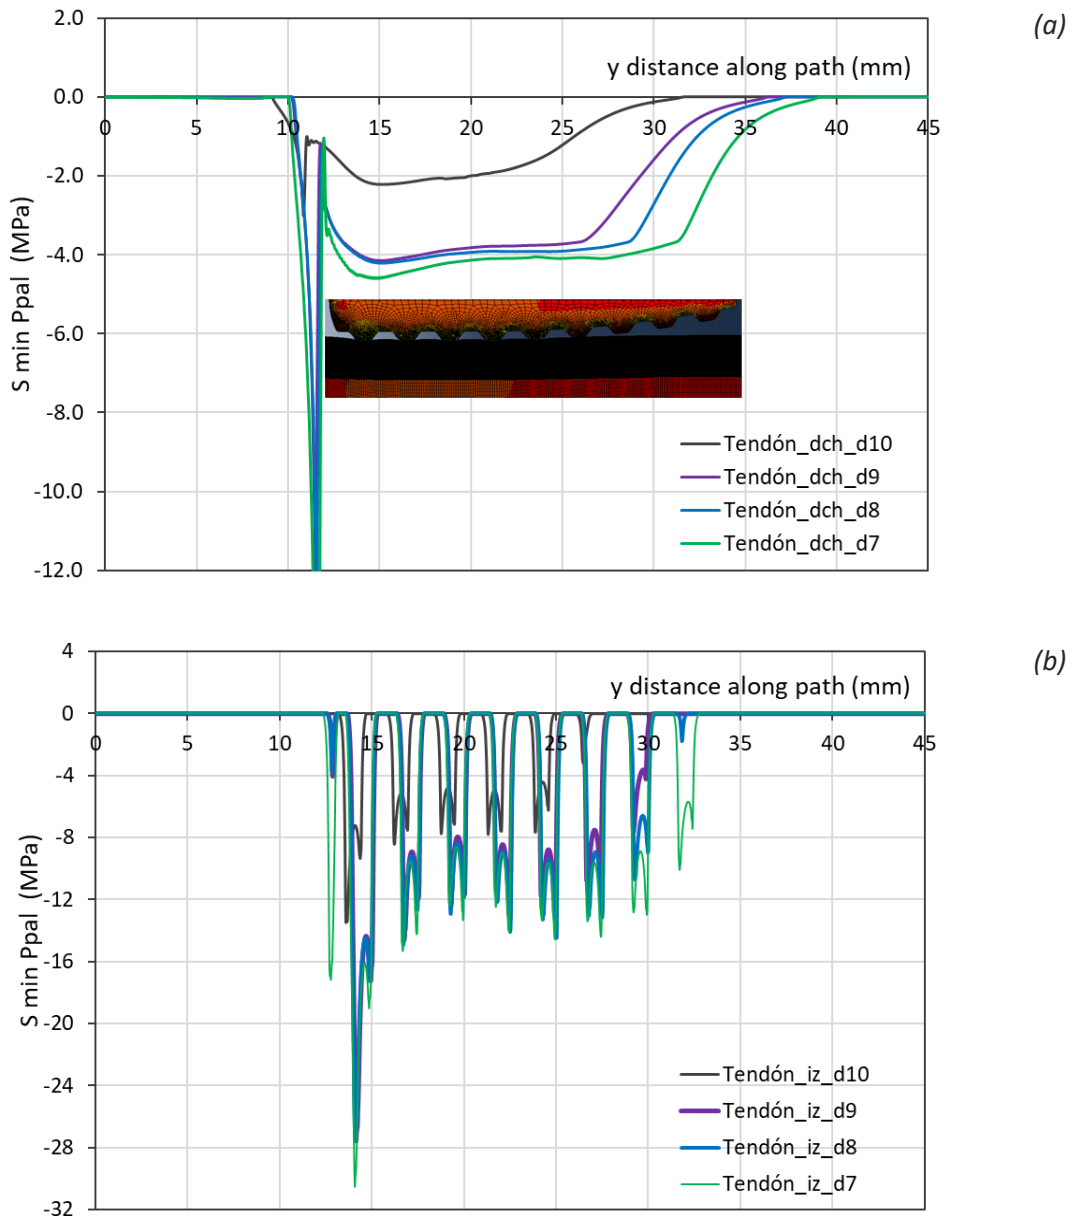 (a)
2.0
y distance along path (mm)
0.0
0 5 10 15 20 25 30 35 40 45
-2.0
-4.0
-6.0
-8.0
-10.0
-12.0
S min Ppal (MPa)
Tendón_dch_d10
Tendón_dch_d9
Tendón_dch_d8
Tendón_dch_d7
(b)
4
y distance along path (mm)
0
0 5 10 15 20 25 30 35 40 45
-4
-8
-12
-16
-20
-24
-28
-32
S min Ppal (MPa)
Tendón_iz_d10
Tendón_iz_d9
Tendón_iz_d8
Tendón_iz_d7